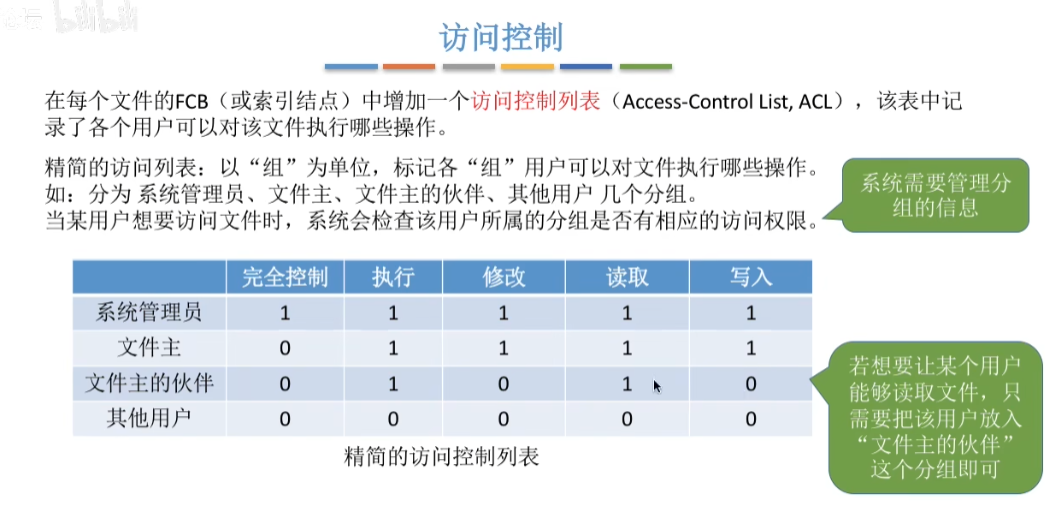 bilibili
访问控制
在每个文件的FCB（或索引结点）中增加一个访问控制列表（Access-Control List, ACL），该表中记
录了各个用户可以对该文件执行哪些操作。
精简的访问列表：以“组”为单位，标记各“组”用户可以对文件执行哪些操作。
如：分为 系统管理员、文件主、文件主的伙伴、其他用户 几个分组。
当某用户想要访问文件时，系统会检查该用户所属的分组是否有相应的访问权限。
系统需要管理分
组的信息
完全控制 执行 修改 读取 写入
系统管理员 1 1 1 1 1
文件主 0 1 1 1 1
文件主的伙伴 0 1 0 1 0
其他用户 0 0 0 0 0
精简的访问控制列表
若想要让某个用户
能够读取文件，只
需要把该用户放入
“文件主的伙伴”
这个分组即可